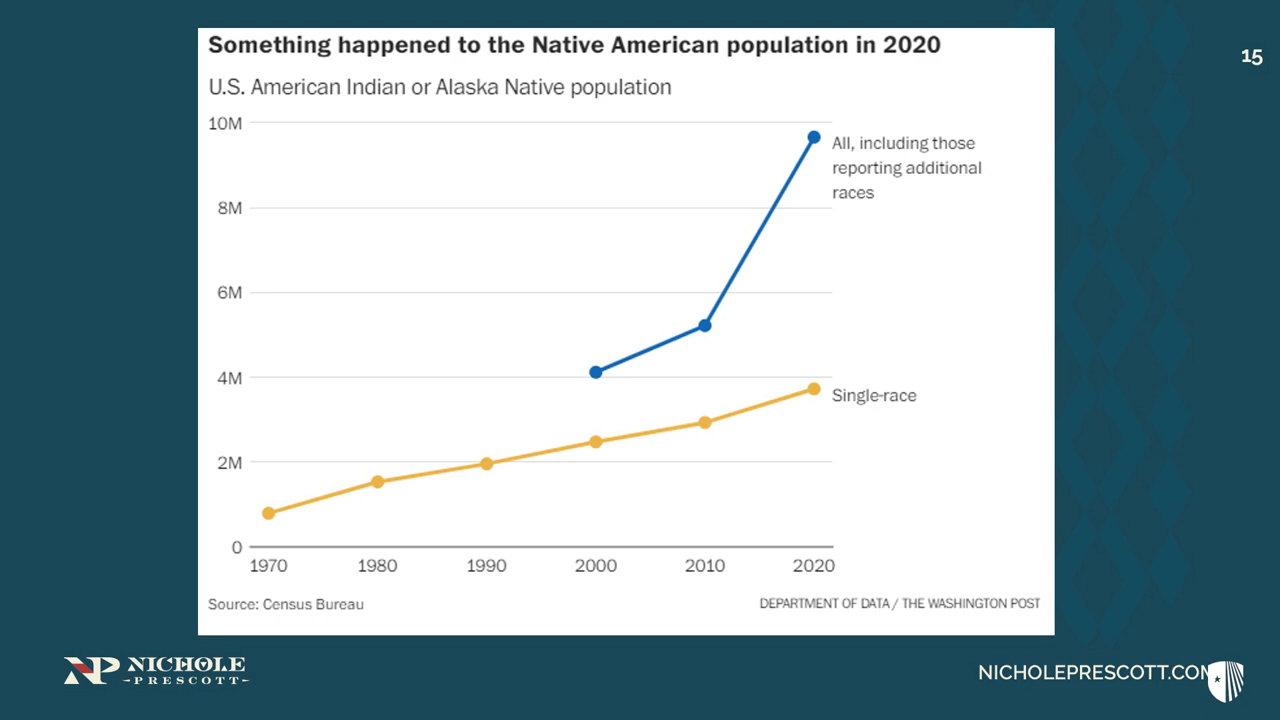 15
Something happened to the Native American population in 2020
U.S. American Indian or Alaska Native population
10M
All, including those
reporting additional
races
8M
6M
4M
Single-race
2M
0
1970 1980 1990 2000 2010 2020
Source: Census Bureau
DEPARTMENT OF DATA / THE WASHINGTON POST
NP NICHOLE
PRESCOTT
NICHOLEPRESCOTT.COM